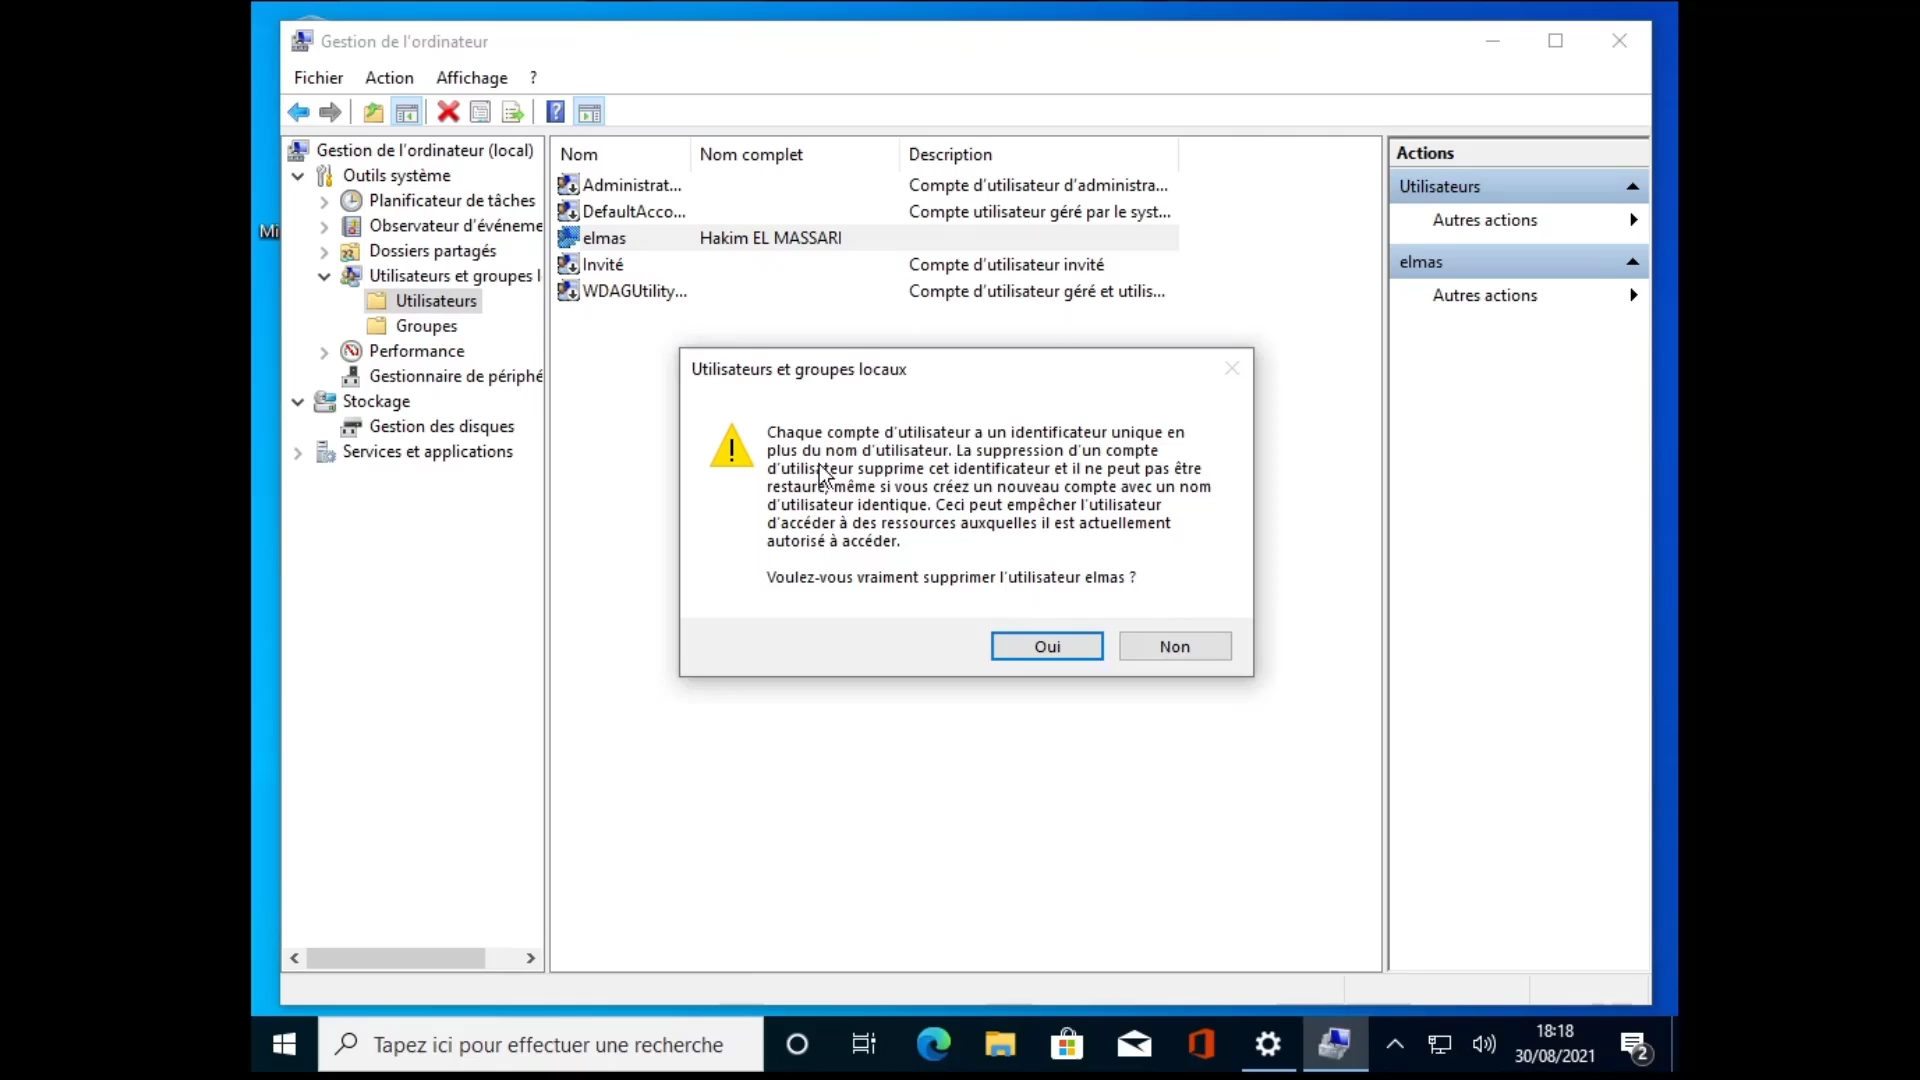 Gestion de l'ordinateur
Fichier Action Affichage ?
Gestion de l'ordinateur (local)
Outils système
Planificateur de tâches
Observateur d'événeme
Dossiers partagés
Utilisateurs et groupes l
Utilisateurs
Groupes
Performance
Gestionnaire de périphé
Stockage
Gestion des disques
Services et applications
Nom Nom complet Description
Administrat... Compte d'utilisateur d'administra...
DefaultAcco... Compte utilisateur géré par le syst...
elmas Hakim EL MASSARI
Invité Compte d'utilisateur invité
WDAGUtility... Compte d'utilisateur géré et utilis...
Actions
Utilisateurs
Autres actions
elmas
Autres actions
Mi
Utilisateurs et groupes locaux
Chaque compte d'utilisateur a un identificateur unique en
plus du nom d'utilisateur. La suppression d'un compte
d'utilisateur supprime cet identificateur et il ne peut pas être
restauré, même si vous créez un nouveau compte avec un nom
d'utilisateur identique. Ceci peut empêcher l'utilisateur
d'accéder à des ressources auxquelles il est actuellement
autorisé à accéder.
Voulez-vous vraiment supprimer l'utilisateur elmas ?
Oui Non
Tapez ici pour effectuer une recherche
18:18
30/08/2021
2